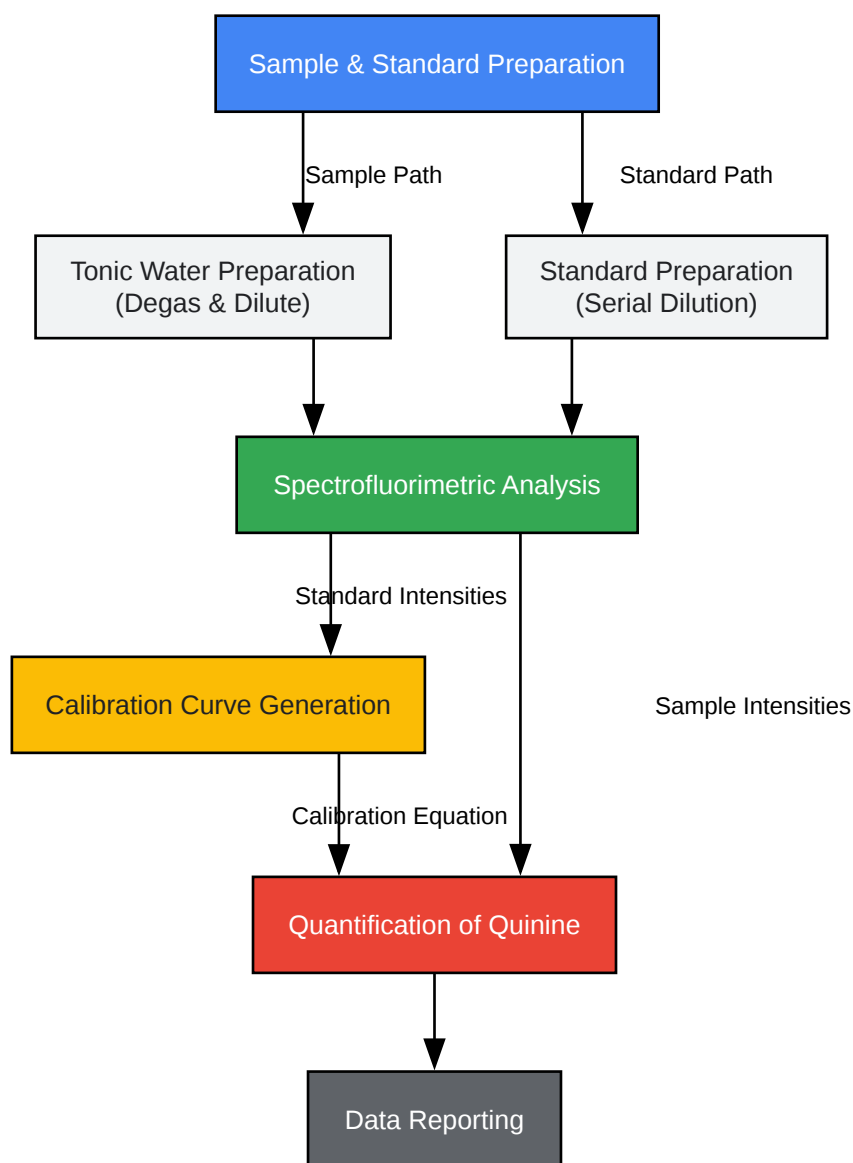 Sample & Standard Preparation
Sample Path
Standard Path
Tonic Water Preparation
(Degas & Dilute)
Standard Preparation
(Serial Dilution)
Spectrofluorimetric Analysis
Standard Intensities
Calibration Curve Generation
Sample Intensities
Calibration Equation
Quantification of Quinine
Data Reporting